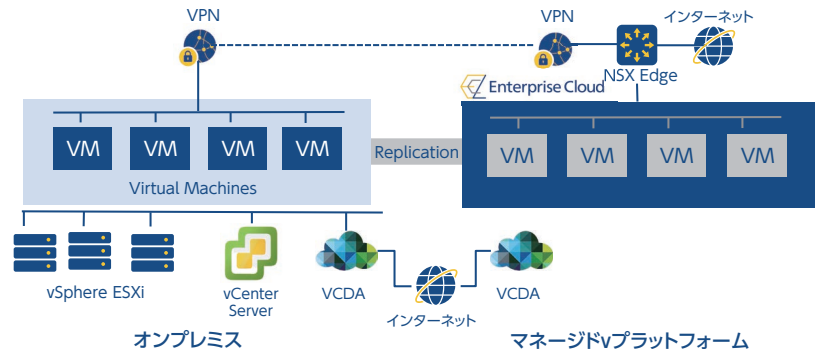 VPN
VPN
インターネット
NSX Edge
Enterprise Cloud
VM
VM
VM
VM
Virtual Machines
Replication
VM
VM
VM
VM
vSphere ESXi
vCenter
Server
VCDA
インターネット
VCDA
オンプレミス
マネージドvプラットフォーム